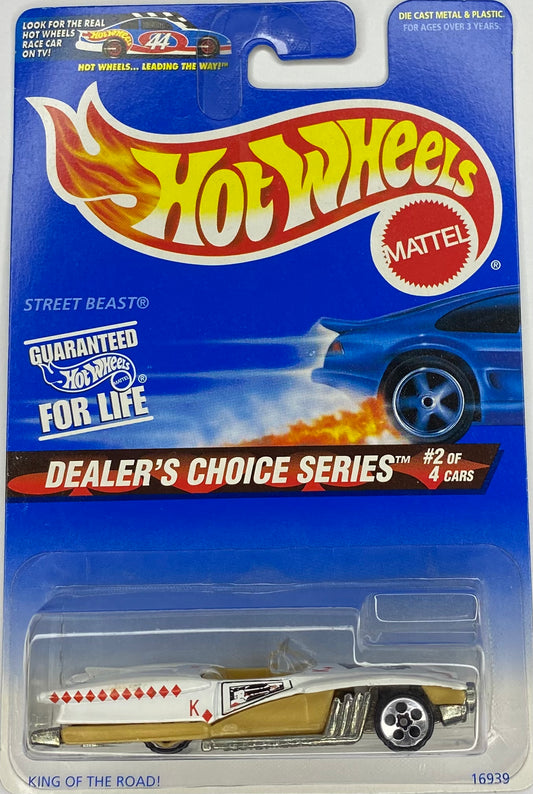 LOOK FOR THE REAL
HOT WHEELS
RACE CAR
ON TV!
44
HOT WHEELS... LEADING THE WAY!™
DIE CAST METAL & PLASTIC.
FOR AGES OVER 3 YEARS.
HOT WHEELS
MATTEL
®
STREET BEAST®
GUARANTEED
HOT WHEELS ®
FOR LIFE
DEALER'S CHOICE SERIES™ #2 OF
4 CARS
K
KING OF THE ROAD!
16939